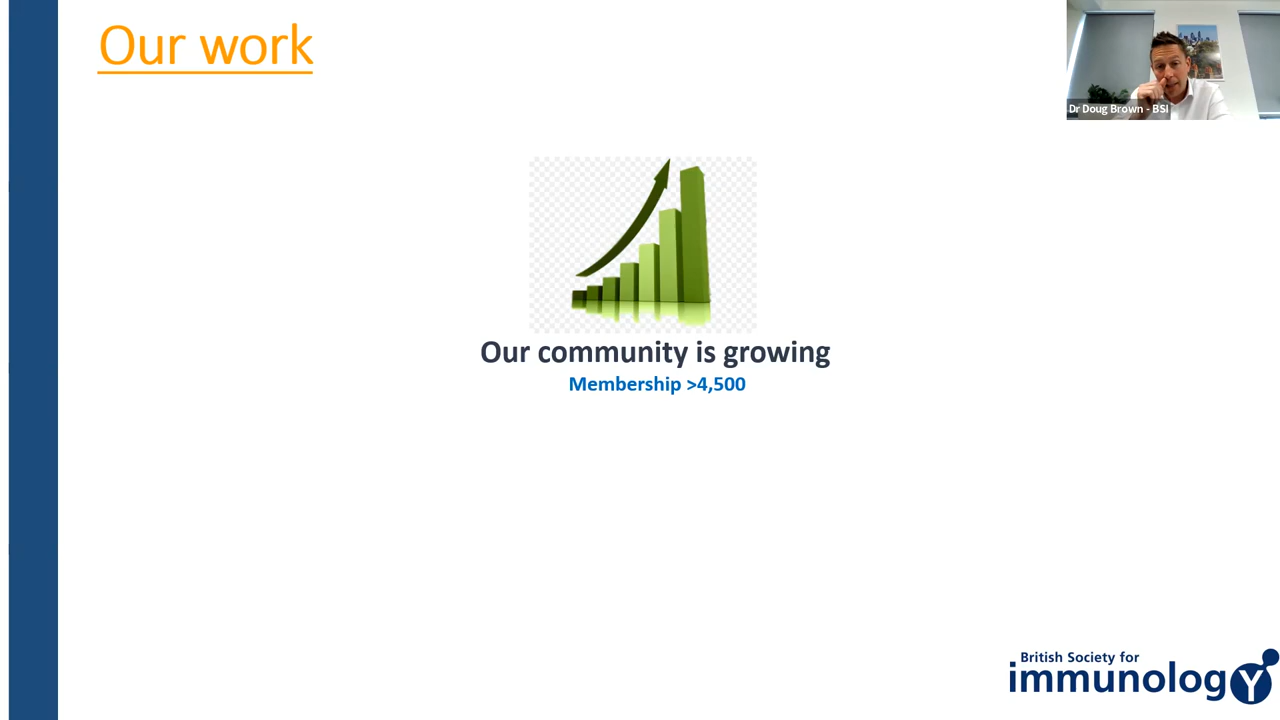 Our work
Dr Doug Brown - BSI
Our community is growing
Membership >4,500
British Society for
immunology